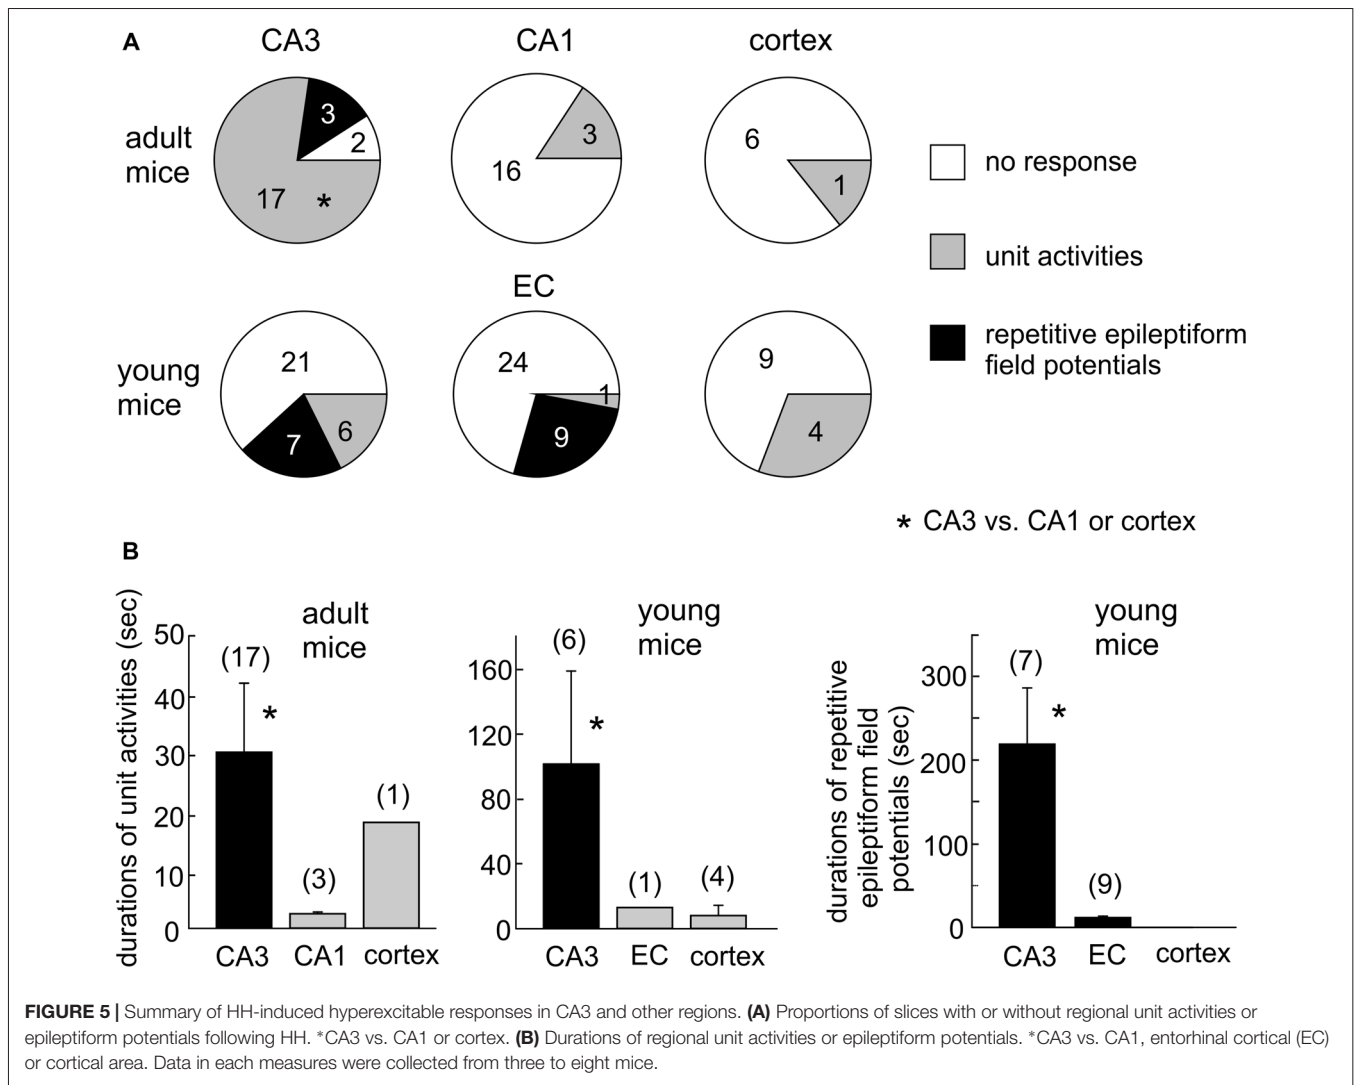 A
CA3
CA1
cortex
adult
mice
3
2
17
*
3
16
6
1
no response
unit activities
repetitive epileptiform
field potentials
EC
young
mice
21
7
6
24
1
9
9
4
* CA3 vs. CA1 or cortex
B
durations of unit activities (sec)
adult
mice
50
40
30
20
10
0
(17)
*
(3)
(1)
CA3
CA1
cortex
young
mice
160
120
80
40
0
(6)
*
(1)
(4)
CA3
EC
cortex
durations of repetitive
epileptiform field
potentials (sec)
young
mice
300
200
100
0
(7)
*
(9)
CA3
EC
cortex
FIGURE 5 | Summary of HH-induced hyperexcitable responses in CA3 and other regions. (A) Proportions of slices with or without regional unit activities or
epileptiform potentials following HH. *CA3 vs. CA1 or cortex. (B) Durations of regional unit activities or epileptiform potentials. *CA3 vs. CA1, entorhinal cortical (EC)
or cortical area. Data in each measures were collected from three to eight mice.